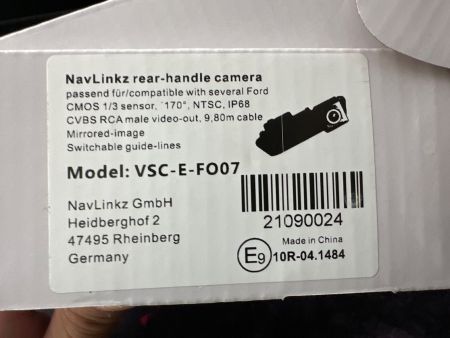 NavLinkz rear-handle camera
passend für/compatible with several Ford
CMOS 1/3 sensor, ´170°, NTSC, IP68
CVBS RCA male video-out, 9,80m cable
Mirrored-image
Switchable guide-lines
Model: VSC-E-FO07
NavLinkz GmbH
Heidberghof 2
47495 Rheinberg
Germany
21090024
Made in China
E9 10R-04.1484